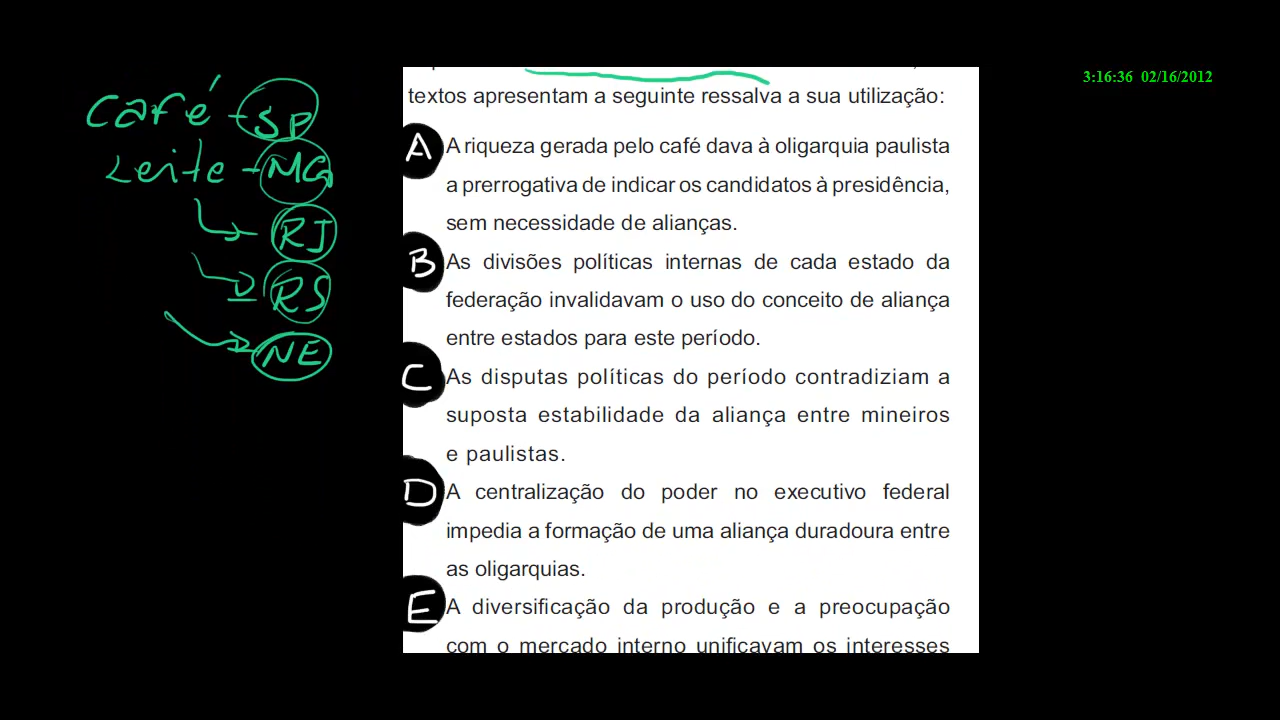 Café - SP
Leite - MG
RJ
RS
NE
3:16:36 02/16/2012
textos apresentam a seguinte ressalva a sua utilização:
A A riqueza gerada pelo café dava à oligarquia paulista
a prerrogativa de indicar os candidatos à presidência,
sem necessidade de alianças.
B As divisões políticas internas de cada estado da
federação invalidavam o uso do conceito de aliança
entre estados para este período.
C As disputas políticas do período contradiziam a
suposta estabilidade da aliança entre mineiros
e paulistas.
D A centralização do poder no executivo federal
impedia a formação de uma aliança duradoura entre
as oligarquias.
E A diversificação da produção e a preocupação
com o mercado interno unificavam os interesses